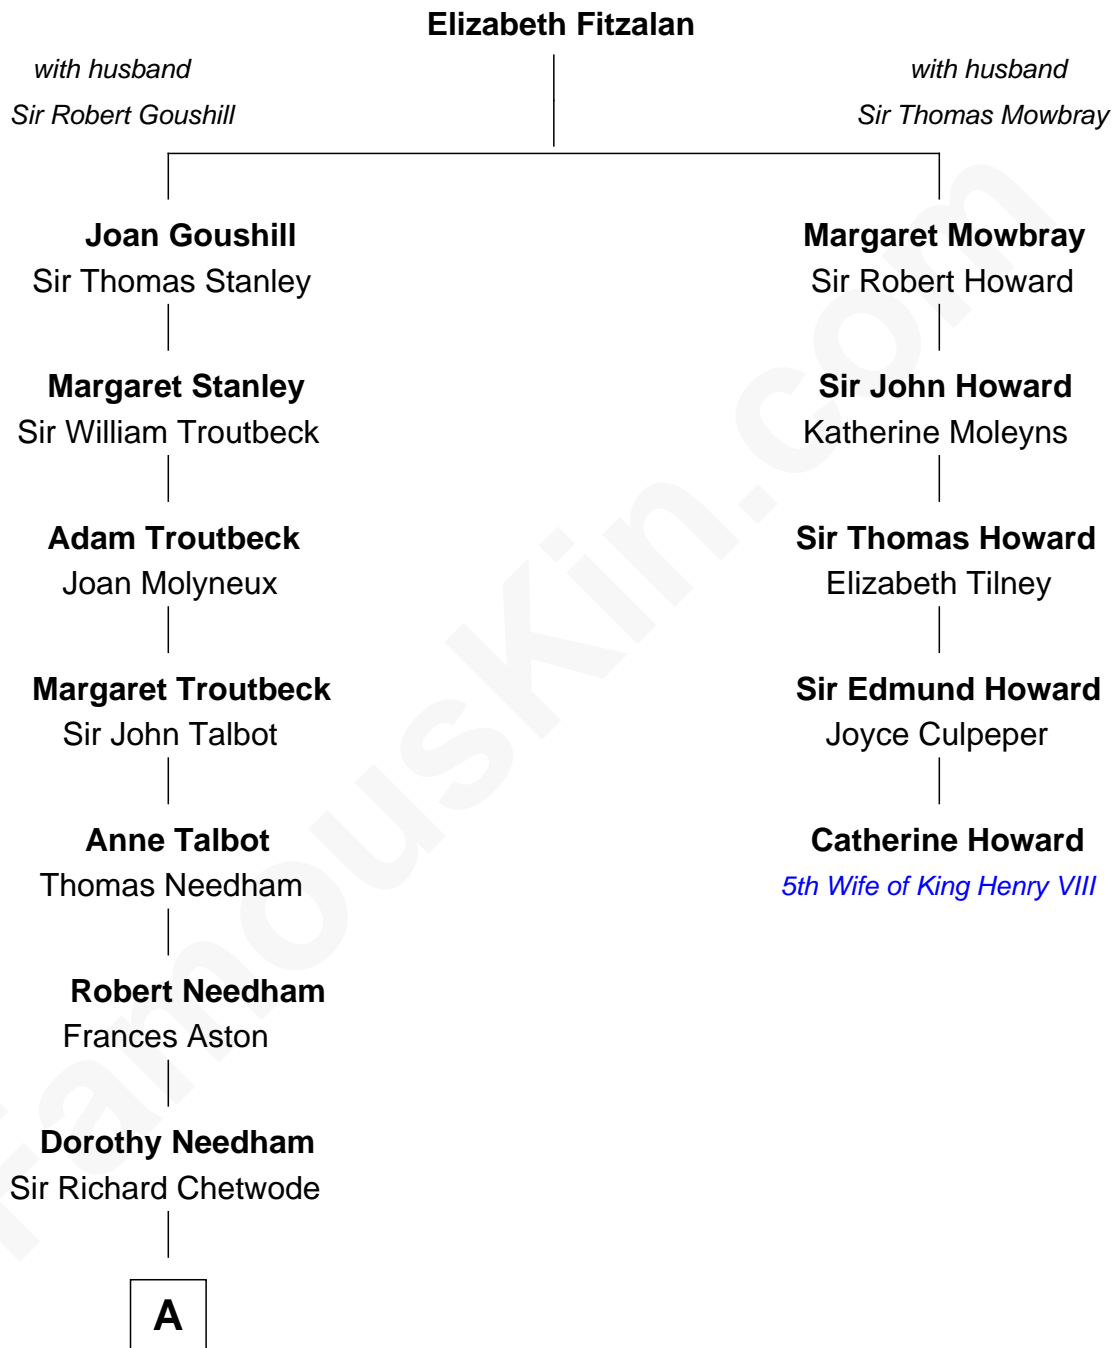 Elizabeth Fitzalan
with husband
Sir Robert Goushill
with husband
Sir Thomas Mowbray
Joan Goushill
Sir Thomas Stanley
Margaret Stanley
Sir William Troutbeck
Adam Troutbeck
Joan Molyneux
Margaret Troutbeck
Sir John Talbot
Anne Talbot
Thomas Needham
Robert Needham
Frances Aston
Dorothy Needham
Sir Richard Chetwode
A
Margaret Mowbray
Sir Robert Howard
Sir John Howard
Katherine Moleyns
Sir Thomas Howard
Elizabeth Tilney
Sir Edmund Howard
Joyce Culpeper
Catherine Howard
5th Wife of King Henry VIII
FamousKin.com